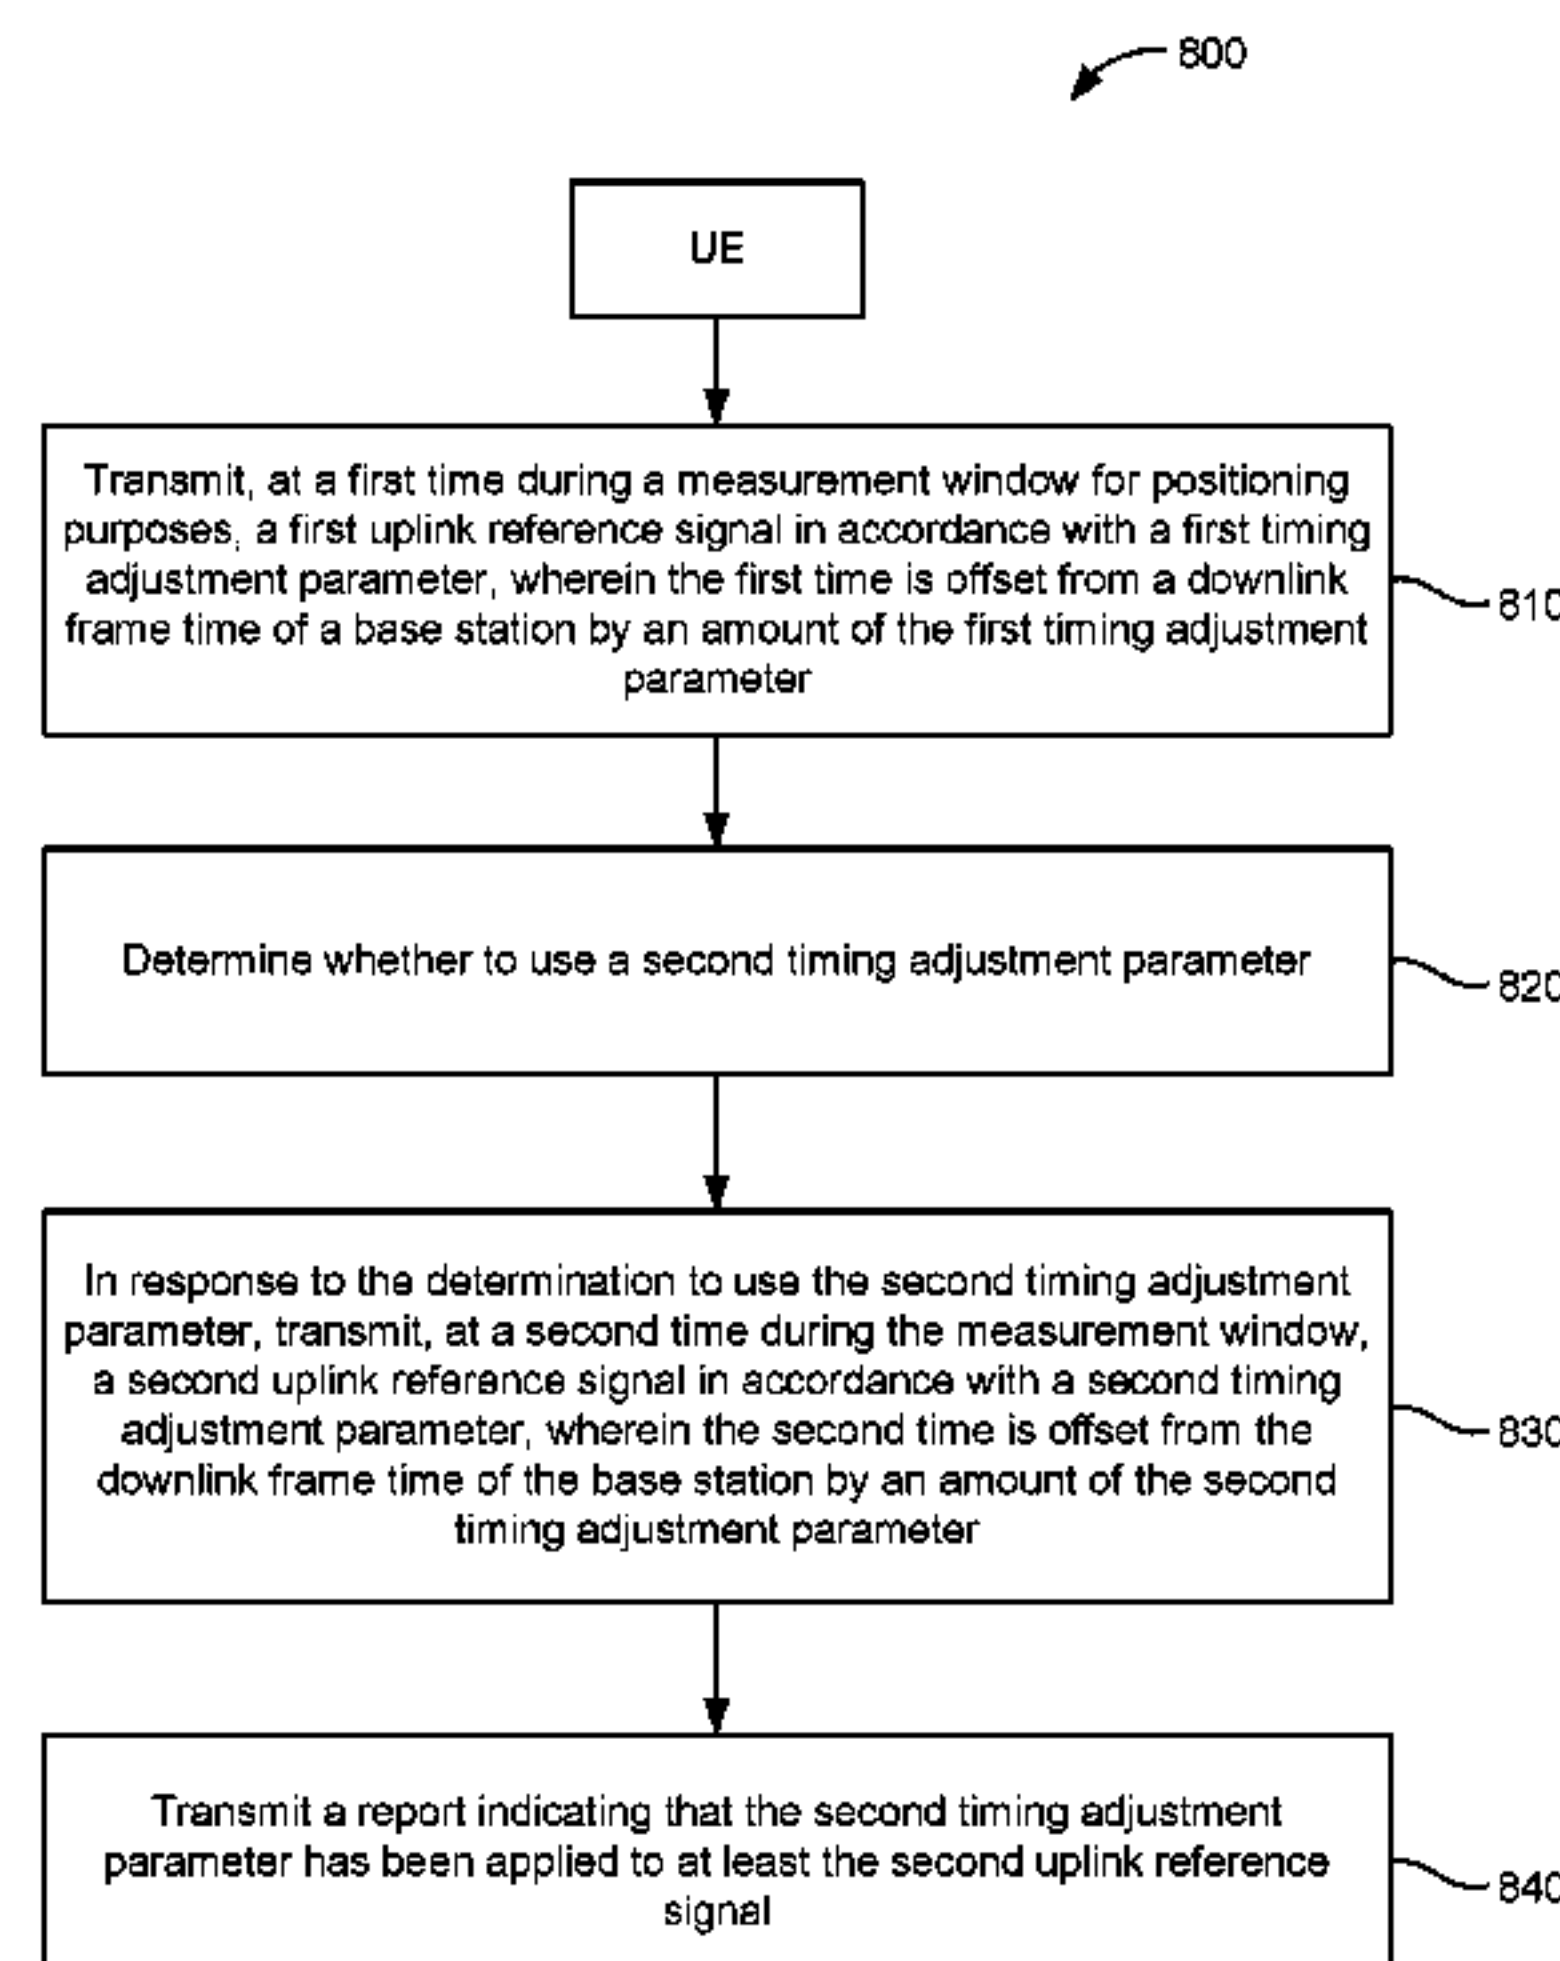 800
UE
Transmit, at a first time during a measurement window for positioning
purposes, a first uplink reference signal in accordance with a first timing
adjustment parameter, wherein the first time is offset from a downlink
frame time of a base station by an amount of the first timing adjustment
parameter
810
Determine whether to use a second timing adjustment parameter
820
In response to the determination to use the second timing adjustment
parameter, transmit, at a second time during the measurement window,
a second uplink reference signal in accordance with a second timing
adjustment parameter, wherein the second time is offset from the
downlink frame time of the base station by an amount of the second
timing adjustment parameter
830
Transmit a report indicating that the second timing adjustment
parameter has been applied to at least the second uplink reference
signal
840